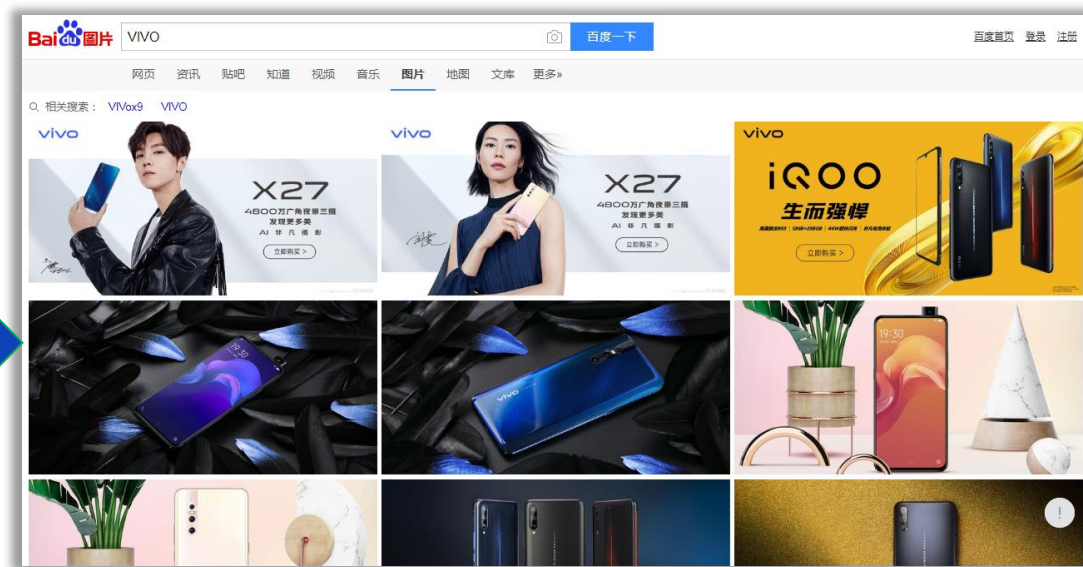 Bai du 图片 VIVO 百度一下 百度首页 登录 注册
网页 资讯 贴吧 知道 视频 音乐 图片 地图 文库 更多»
相关搜索： VIVOx9 VIVO
vivo
X27
4800万广角夜景三摄
发现更多美
AI 非凡摄影
立即购买 >
vivo
X27
4800万广角夜景三摄
发现更多美
AI 非凡摄影
立即购买 >
vivo
iQOO
生而强悍
立即购买 >
19:30
vivo
19:30